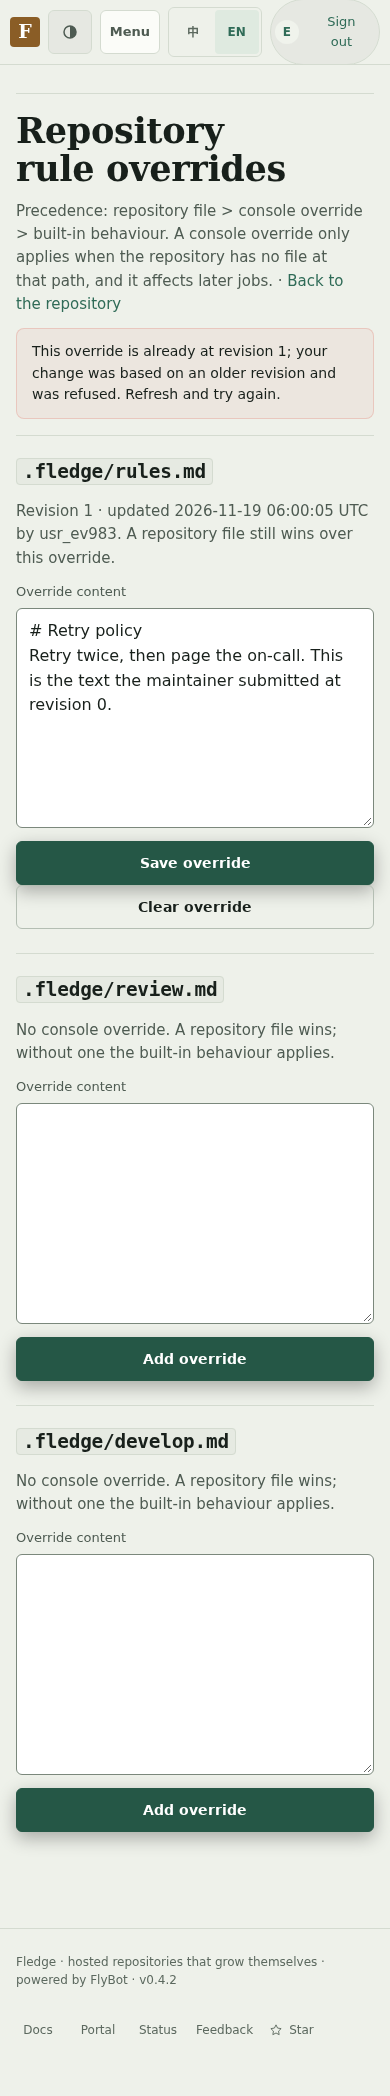 F
Menu
中
EN
E
Sign
out
Repository
rule overrides
Precedence: repository file > console override
> built-in behaviour. A console override only
applies when the repository has no file at
that path, and it affects later jobs. · Back to
the repository
This override is already at revision 1; your
change was based on an older revision and
was refused. Refresh and try again.
.fledge/rules.md
Revision 1 · updated 2026-11-19 06:00:05 UTC
by usr_ev983. A repository file still wins over
this override.
Override content
# Retry policy
Retry twice, then page the on-call. This
is the text the maintainer submitted at
revision 0.
Save override
Clear override
.fledge/review.md
No console override. A repository file wins;
without one the built-in behaviour applies.
Override content
Add override
.fledge/develop.md
No console override. A repository file wins;
without one the built-in behaviour applies.
Override content
Add override
Fledge · hosted repositories that grow themselves ·
powered by FlyBot · v0.4.2
Docs
Portal
Status
Feedback
Star